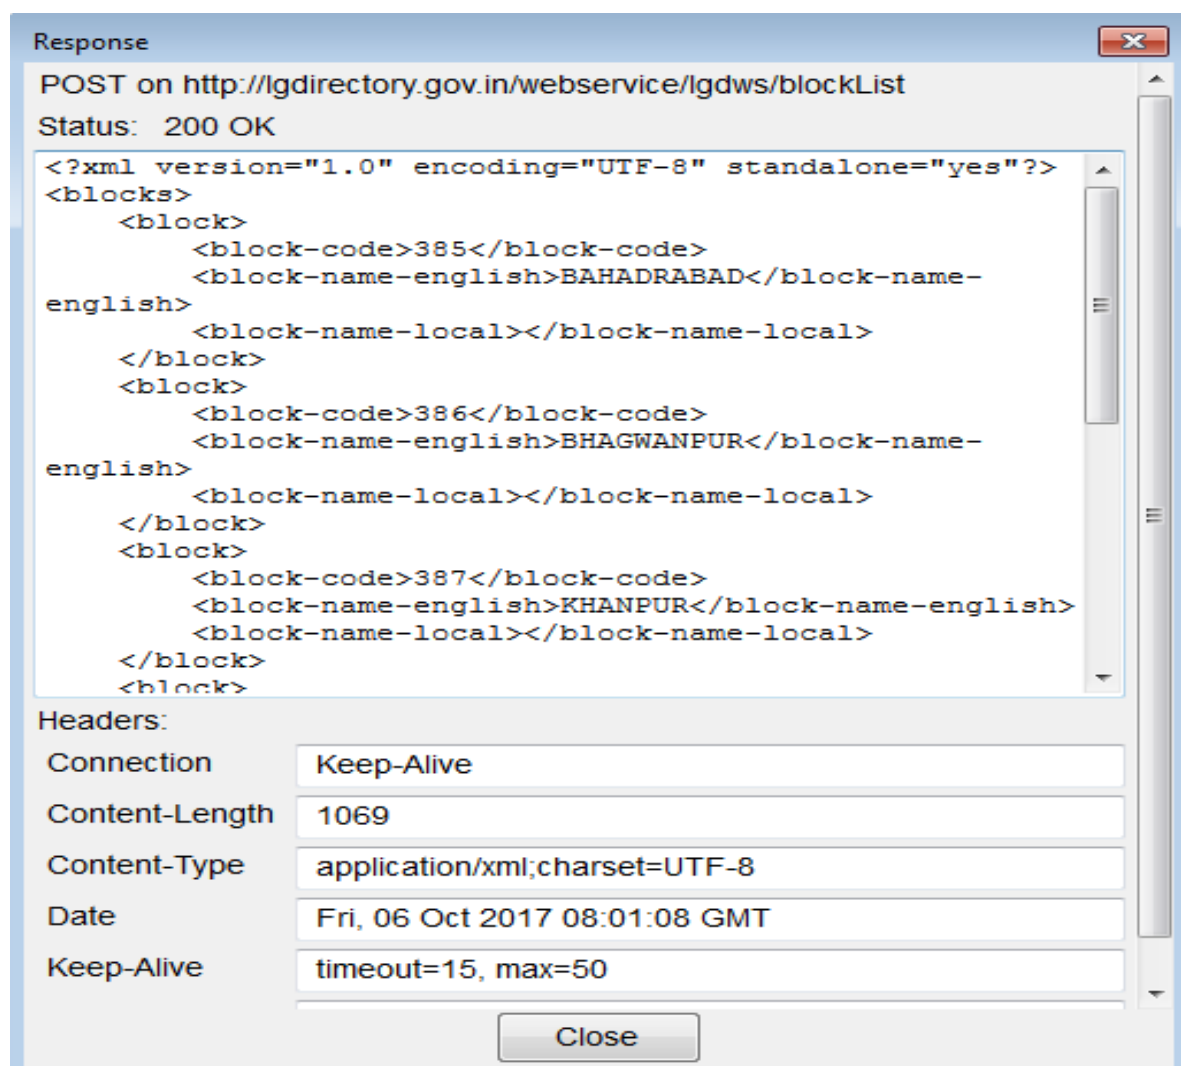 Response
POST on http://lgdirectory.gov.in/webservice/lgdws/blockList
Status:   200 OK
<?xml version="1.0" encoding="UTF-8" standalone="yes"?>
<blocks>
    <block>
        <block-code>385</block-code>
        <block-name-english>BAHADRABAD</block-name-
english>
        <block-name-local></block-name-local>
    </block>
    <block>
        <block-code>386</block-code>
        <block-name-english>BHAGWANPUR</block-name-
english>
        <block-name-local></block-name-local>
    </block>
    <block>
        <block-code>387</block-code>
        <block-name-english>KHANPUR</block-name-english>
        <block-name-local></block-name-local>
    </block>
    <block>
Headers:
Connection Keep-Alive
Content-Length 1069
Content-Type application/xml;charset=UTF-8
Date Fri, 06 Oct 2017 08:01:08 GMT
Keep-Alive timeout=15, max=50
Close